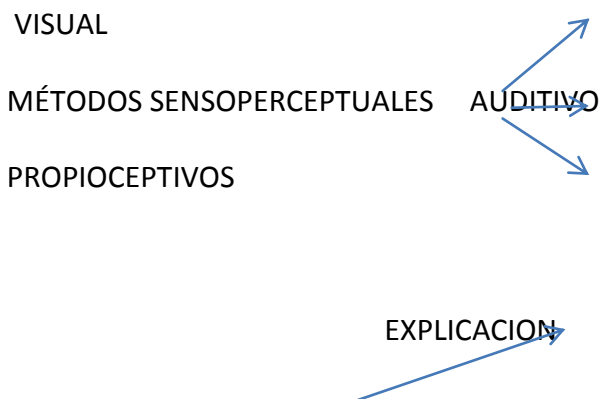 VISUAL
MÉTODOS SENSOPERCEPTUALES AUDITIVO
PROPIOCEPTIVOS
EXPLICACION